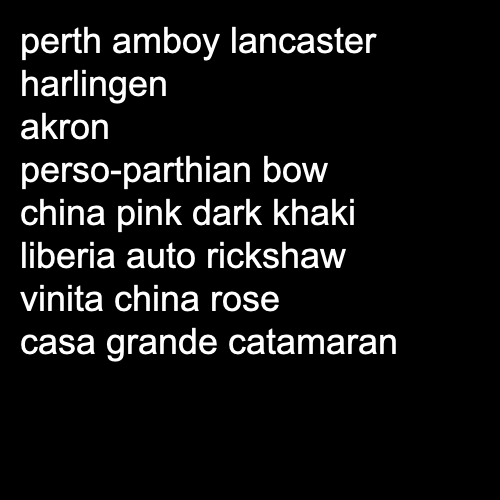 perth amboy lancaster
harlingen
akron
perso-parthian bow
china pink dark khaki
liberia auto rickshaw
vinita china rose
casa grande catamaran